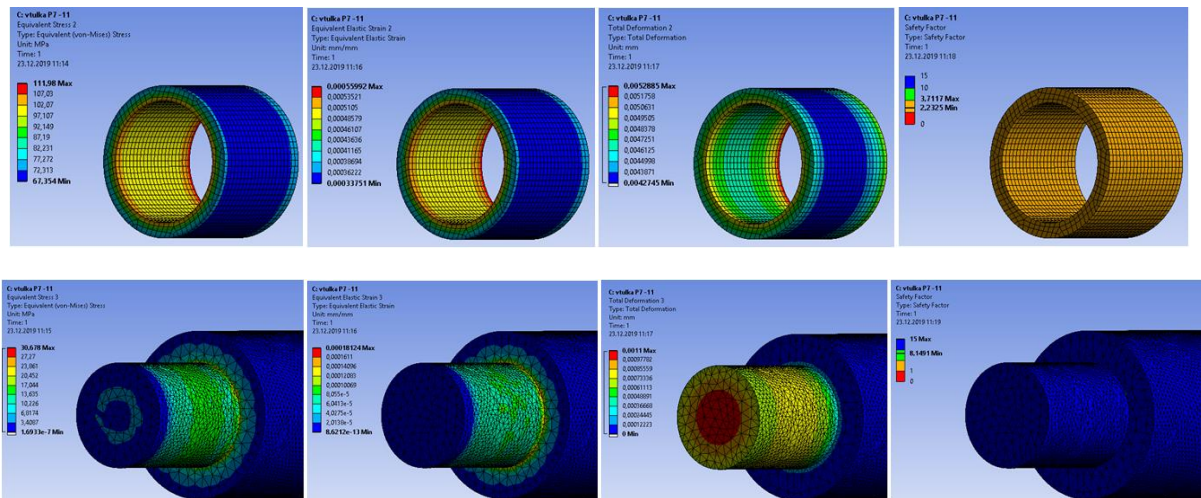 C: vtulka P7 -11
Equivalent Stress 2
Type: Equivalent (von-Mises) Stress
Unit: MPa
Time: 1
23.12.2019 11:14
111,98 Max
107,03
102,07
97,107
92,149
87,19
82,231
77,272
72,313
67,354 Min
C: vtulka P7 -11
Equivalent Elastic Strain 2
Type: Equivalent Elastic Strain
Unit: mm/mm
Time: 1
23.12.2019 11:16
0,00055992 Max
0,00053521
0,0005105
0,00048579
0,00046107
0,00043636
0,00041165
0,00038694
0,00036222
0,00033751 Min
C: vtulka P7 -11
Total Deformation 2
Type: Total Deformation
Unit: mm
Time: 1
23.12.2019 11:17
0,0052885 Max
0,0051758
0,0050631
0,0049505
0,0048378
0,0047251
0,0046125
0,0044998
0,0043871
0,0042745 Min
C: vtulka P7 -11
Safety Factor
Type: Safety Factor
Time: 1
23.12.2019 11:18
15
10
3,7117 Max
2,2325 Min
0
C: vtulka P7 -11
Equivalent Stress 3
Type: Equivalent (von-Mises) Stress
Unit: MPa
Time: 1
23.12.2019 11:15
30,678 Max
27,27
23,861
20,452
17,044
13,635
10,226
6,8174
3,4087
1,6933e-7 Min
C: vtulka P7 -11
Equivalent Elastic Strain 3
Type: Equivalent Elastic Strain
Unit: mm/mm
Time: 1
23.12.2019 11:16
0,00018124 Max
0,0001611
0,00014096
0,00012083
0,00010069
8,055e-5
6,0413e-5
4,0275e-5
2,0138e-5
8,6212e-13 Min
C: vtulka P7 -11
Total Deformation 3
Type: Total Deformation
Unit: mm
Time: 1
23.12.2019 11:17
0,0011 Max
0,00097782
0,00085559
0,00073336
0,00061113
0,00048891
0,00036668
0,00024445
0,00012223
0 Min
C: vtulka P7 -11
Safety Factor
Type: Safety Factor
Time: 1
23.12.2019 11:19
15 Max
8,1491 Min
1
0